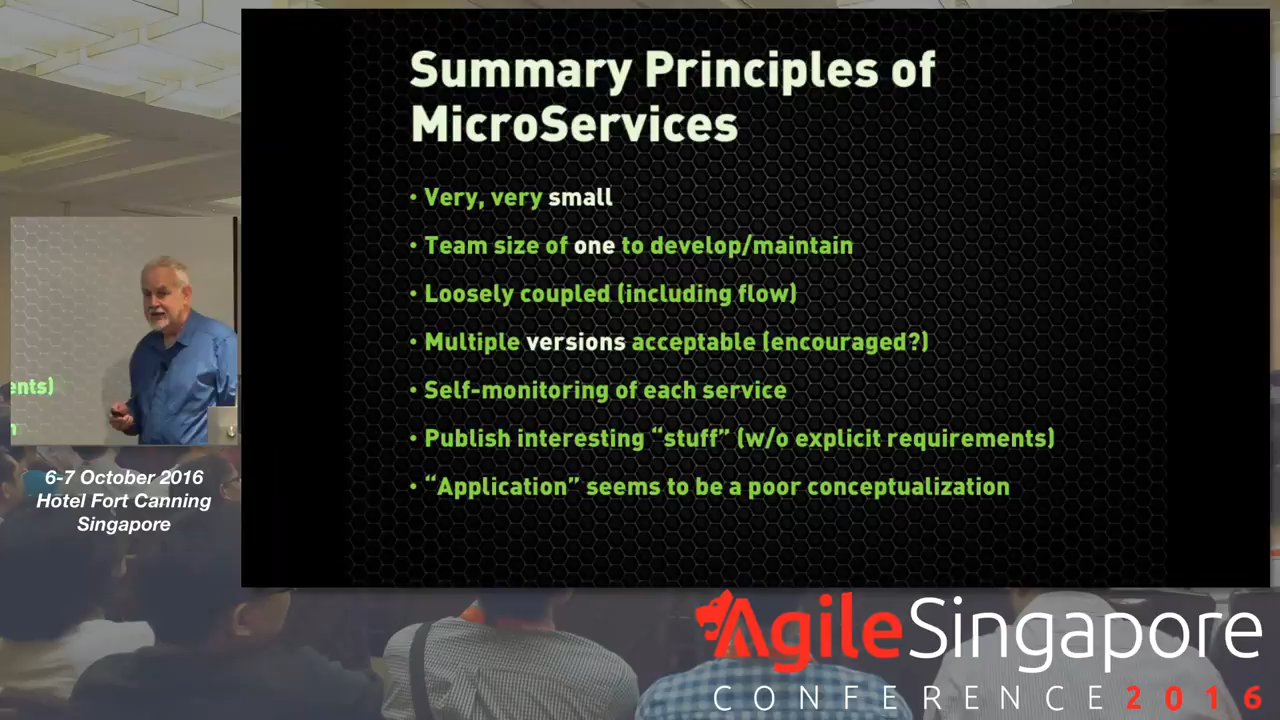 Summary Principles of
MicroServices
• Very, very small
• Team size of one to develop/maintain
• Loosely coupled (including flow)
• Multiple versions acceptable (encouraged?)
• Self-monitoring of each service
• Publish interesting “stuff” (w/o explicit requirements)
• “Application” seems to be a poor conceptualization
ents)
n
6-7 October 2016
Hotel Fort Canning
Singapore
AgileSingapore
CONFERENCE 2016